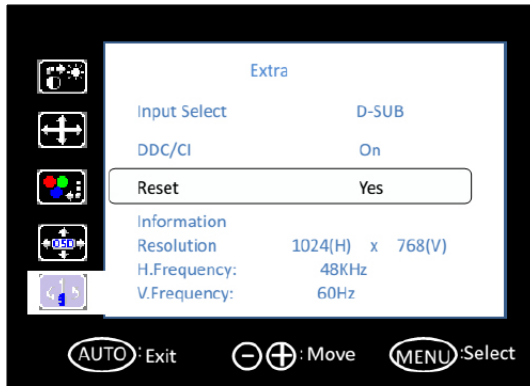 Extra
Input Select D-SUB
DDC/CI On
Reset Yes
Information
Resolution 1024(H) x 768(V)
H.Frequency: 48KHz
V.Frequency: 60Hz
OSD
AUTO: Exit - +: Move MENU: Select